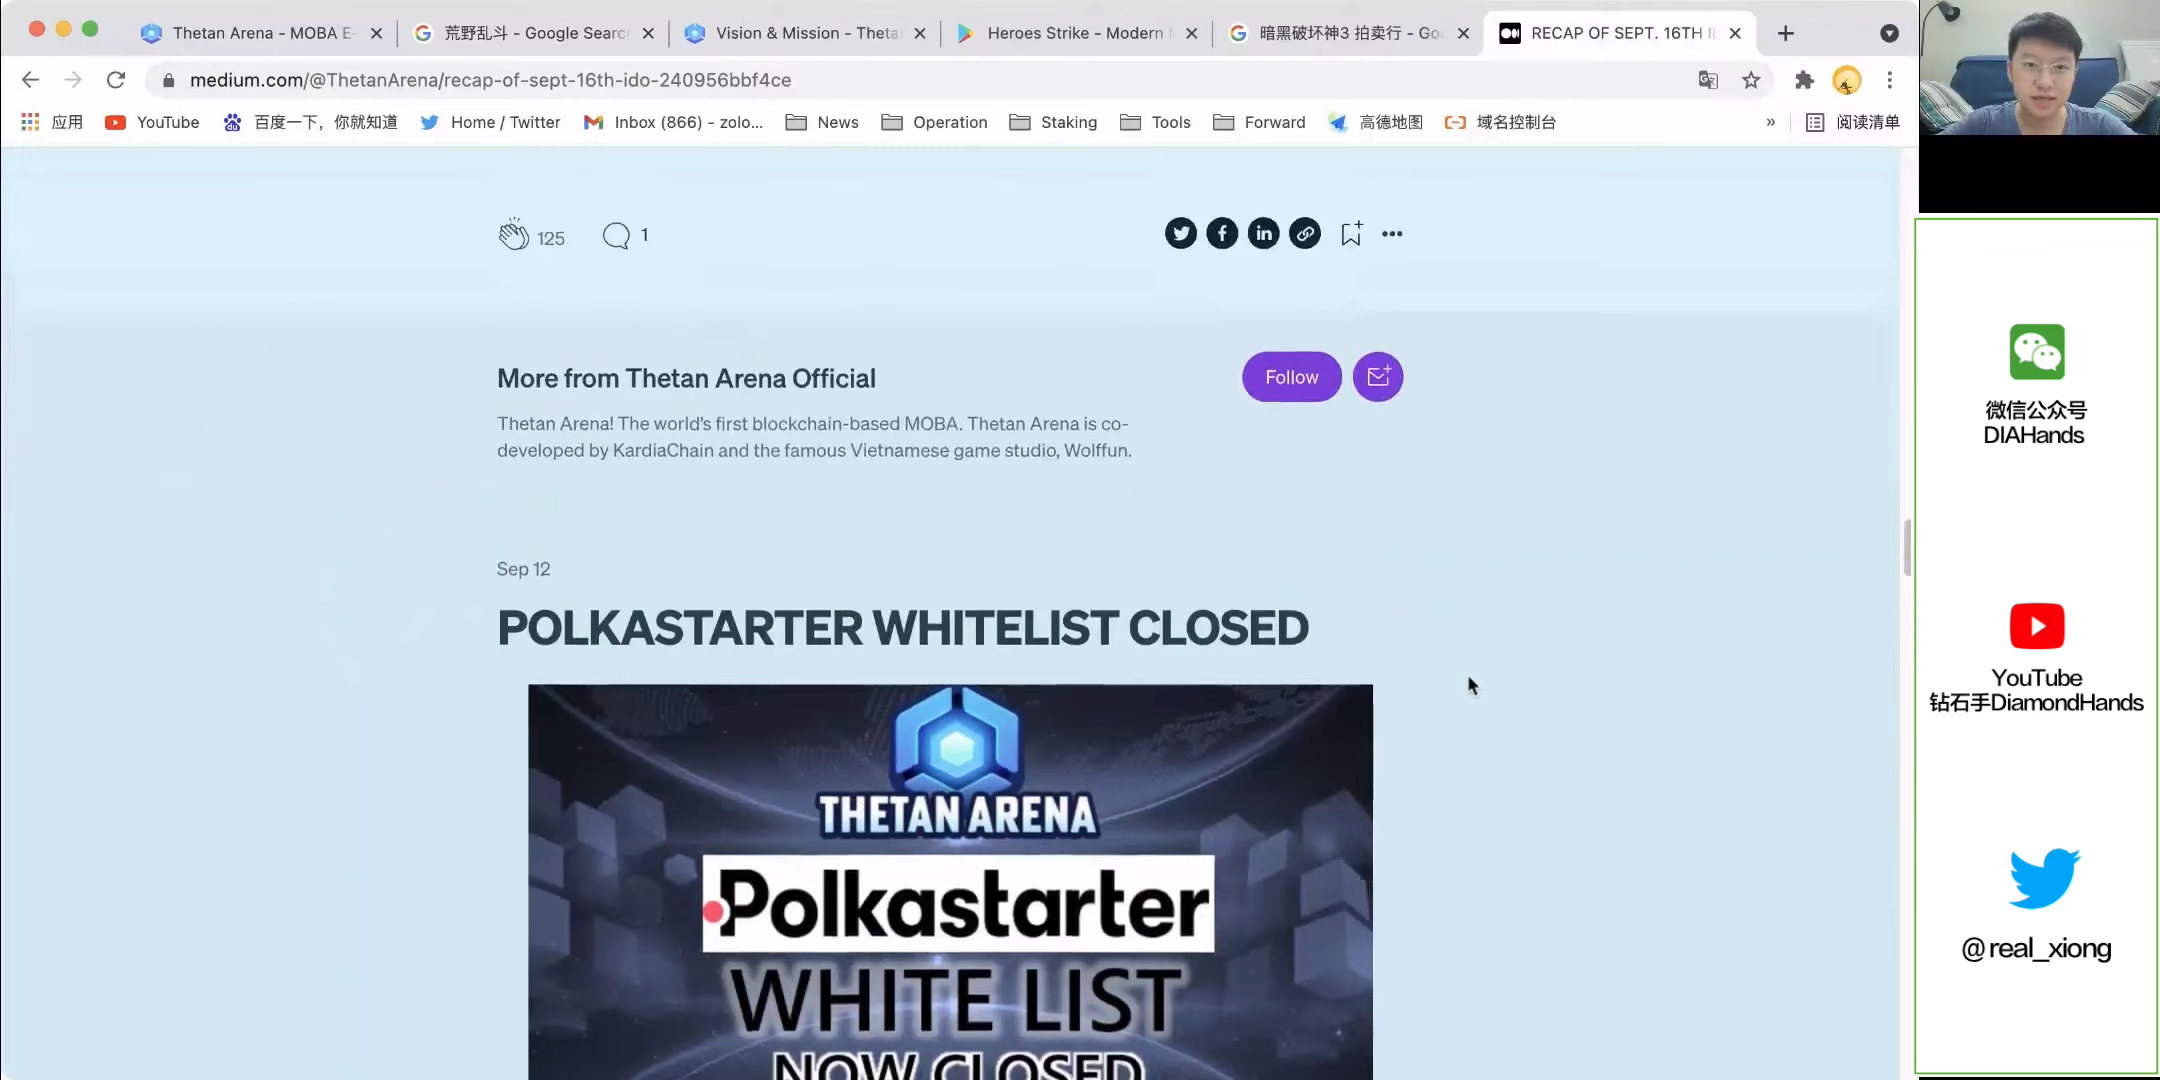 Thetan Arena - MOBA E-
荒野乱斗 - Google Search
Vision & Mission - Theta
Heroes Strike - Modern
暗黑破坏神3 拍卖行 - Go
RECAP OF SEPT. 16TH I
medium.com/@ThetanArena/recap-of-sept-16th-ido-240956bbf4ce
应用
YouTube
百度一下，你就知道
Home / Twitter
Inbox (866) - zolo...
News
Operation
Staking
Tools
Forward
高德地图
域名控制台
»
阅读清单
125
1
More from Thetan Arena Official
Follow
Thetan Arena! The world's first blockchain-based MOBA. Thetan Arena is co-
developed by KardiaChain and the famous Vietnamese game studio, Wolffun.
Sep 12
POLKASTARTER WHITELIST CLOSED
THETAN ARENA
Polkastarter
WHITE LIST
NOW CLOSED
微信公众号
DIAHands
YouTube
钻石手DiamondHands
@real_xiong